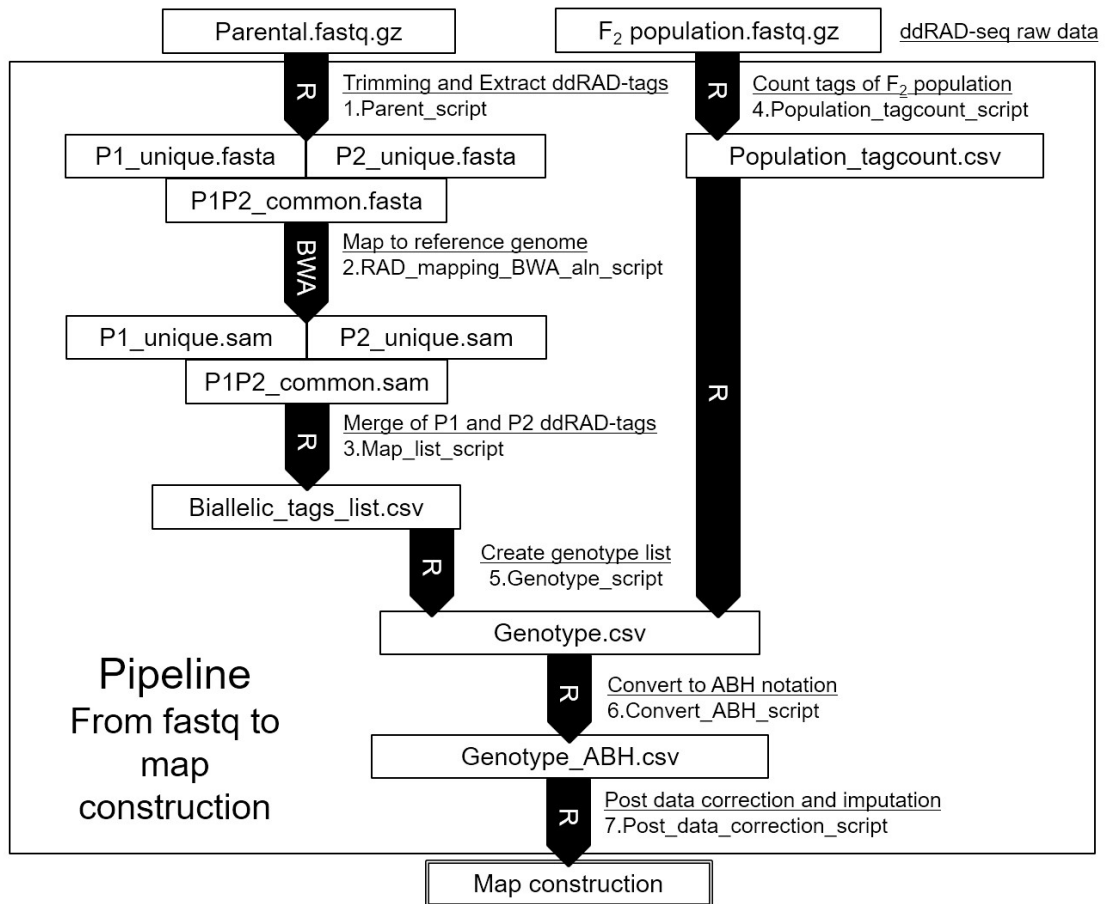 Parental.fastq.gz
F2 population.fastq.gz
ddRAD-seq raw data
R
Trimming and Extract ddRAD-tags
1.Parent_script
R
Count tags of F2 population
4.Population_tagcount_script
P1_unique.fasta
P2_unique.fasta
Population_tagcount.csv
P1P2_common.fasta
BWA
Map to reference genome
2.RAD_mapping_BWA_aln_script
P1_unique.sam
P2_unique.sam
P1P2_common.sam
R
R
Merge of P1 and P2 ddRAD-tags
3.Map_list_script
Biallelic_tags_list.csv
R
Create genotype list
5.Genotype_script
Genotype.csv
Pipeline
From fastq to
map
construction
R
Convert to ABH notation
6.Convert_ABH_script
Genotype_ABH.csv
R
Post data correction and imputation
7.Post_data_correction_script
Map construction